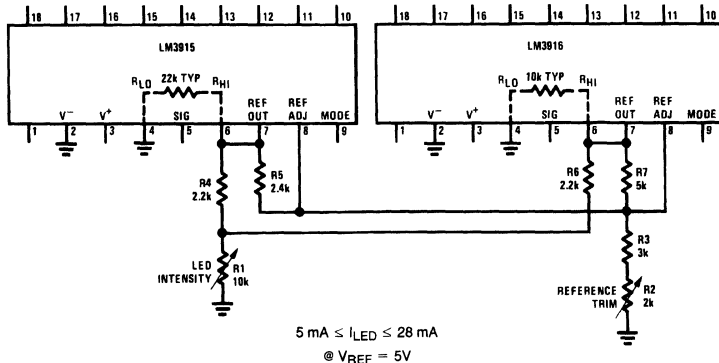 18 17 16 15 14 13 12 11 10
LM3915
RLO 22k TYP RHI
V− V+ SIG REF OUT REF ADJ MODE
1 2 3 4 5 6 7 8 9
R4
2.2k
R5
2.4k
LED INTENSITY
R1
10k
18 17 16 15 14 13 12 11 10
LM3916
RLO 10k TYP RHI
V− V+ SIG REF OUT REF ADJ MODE
1 2 3 4 5 6 7 8 9
R6
2.2k
R7
5k
R3
3k
REFERENCE TRIM
R2
2k
5 mA ≤ ILED ≤ 28 mA
@ VREF = 5V